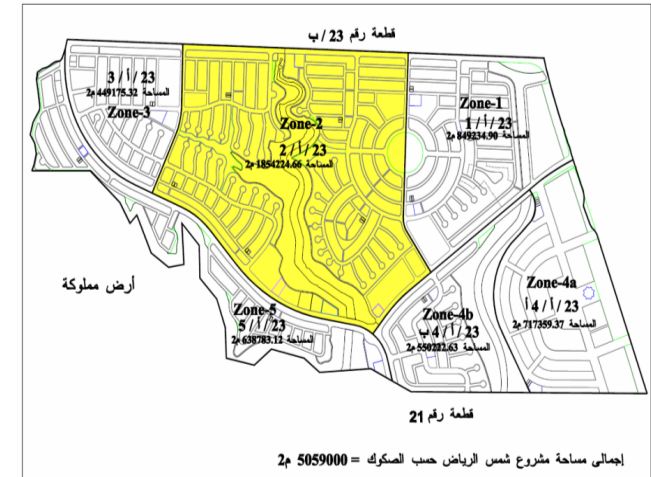 قطعة رقم 23 / ب
23 / أ / 3
المساحة 449175.32 م2
Zone-3
Zone-2
23 / أ / 2
المساحة 1854224.66 م2
Zone-1
23 / أ / 1
المساحة 849234.90 م2
Zone-4a
23 / أ / 4 أ
المساحة 717359.37 م2
أرض مملوكة
Zone-5
23 / أ / 5
المساحة 638783.12 م2
Zone-4b
23 / أ / 4 ب
المساحة 550222.63 م2
قطعة رقم 21
إجمالى مساحة مشروع شمس الرياض حسب الصكوك = 5059000 م2